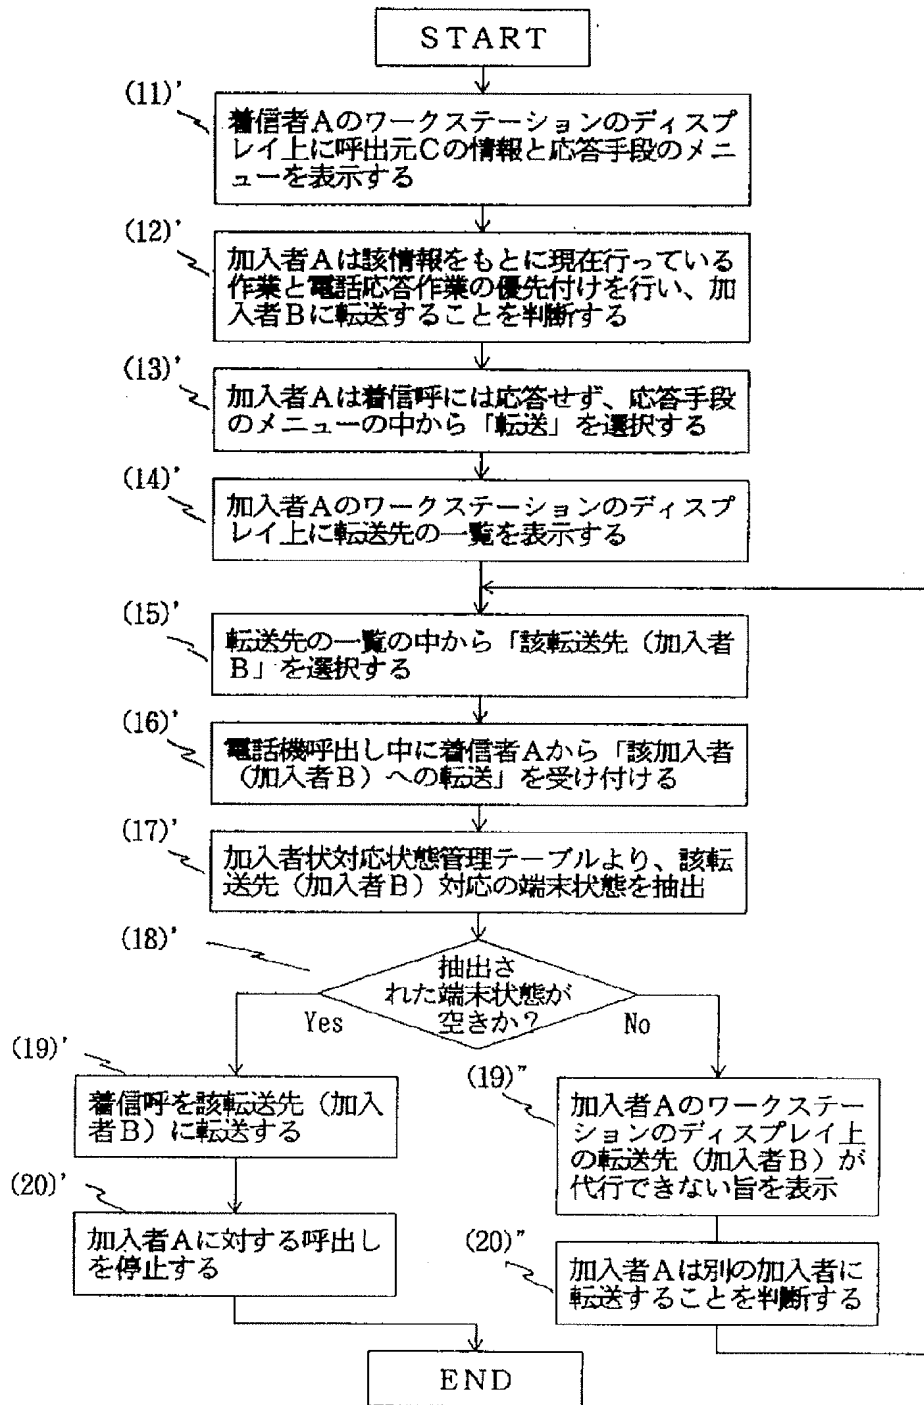 START
(11)'
着信者Aのワークステーションのディスプ
レイ上に呼出元Cの情報と応答手段のメニ
ューを表示する
(12)'
加入者Aは該情報をもとに現在行っている
作業と電話応答作業の優先付けを行い、加
入者Bに転送することを判断する
(13)'
加入者Aは着信呼には応答せず、応答手段
のメニューの中から「転送」を選択する
(14)'
加入者Aのワークステーションのディスプ
レイ上に転送先の一覧を表示する
(15)'
転送先の一覧の中から「該転送先（加入者
B」を選択する
(16)'
電話機呼出し中に着信者Aから「該加入者
（加入者B）への転送」を受け付ける
(17)'
加入者状対応状態管理テーブルより、該転
送先（加入者B）対応の端末状態を抽出
(18)'
抽出さ
れた端末状態が
空きか？
Yes
No
(19)'
着信呼を該転送先（加入
者B）に転送する
(20)'
加入者Aに対する呼出し
を停止する
(19)"
加入者Aのワークステー
ションのディスプレイ上
の転送先（加入者B）が
代行できない旨を表示
(20)"
加入者Aは別の加入者に
転送することを判断する
END